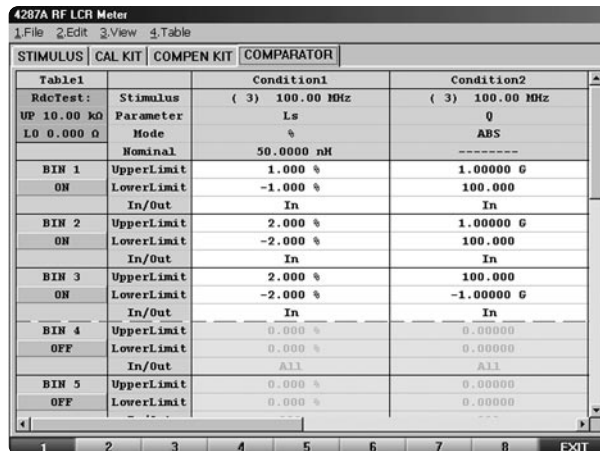 4287A RF LCR Meter
1.File 2.Edit 3.View 4.Table
STIMULUS CAL KIT COMPEN KIT COMPARATOR
Table1 Condition1 Condition2
RdcTest: Stimulus ( 3) 100.00 MHz ( 3) 100.00 MHz
UP 10.00 kΩ Parameter Ls Q
LO 0.000 Ω Mode % ABS
Nominal 50.0000 nH --------
BIN 1 UpperLimit 1.000 % 1.00000 G
ON LowerLimit -1.000 % 100.000
In/Out In In
BIN 2 UpperLimit 2.000 % 1.00000 G
ON LowerLimit -2.000 % 100.000
In/Out In In
BIN 3 UpperLimit 2.000 % 100.000
ON LowerLimit -2.000 % -1.00000 G
In/Out In In
BIN 4 UpperLimit 0.000 % 0.00000
OFF LowerLimit 0.000 % 0.00000
In/Out All All
BIN 5 UpperLimit 0.000 % 0.00000
OFF LowerLimit 0.000 % 0.00000
1 2 3 4 5 6 7 8 EXIT